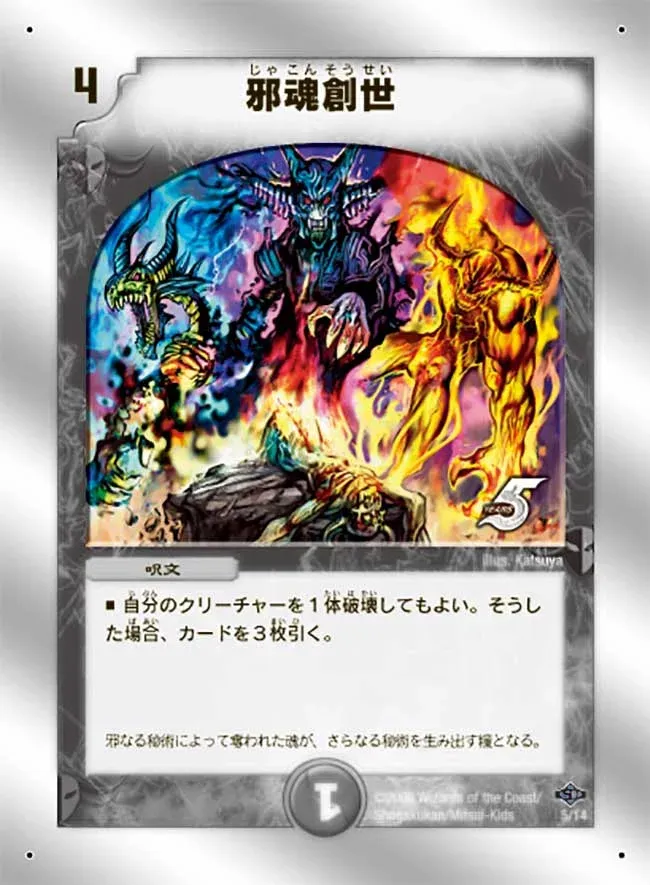 4
じゃ こん そう せい
邪魂創世
5
YEARS
illus. Katsuya
呪文
■ 自分のクリーチャーを1体破壊してもよい。そうし
た場合、カードを3枚引く。
邪なる秘術によって奪われた魂が、さらなる秘術を生み出す糧となる。
1
Wizards of the Coast/
Shogakukan/Mitsui-Kids
5/14